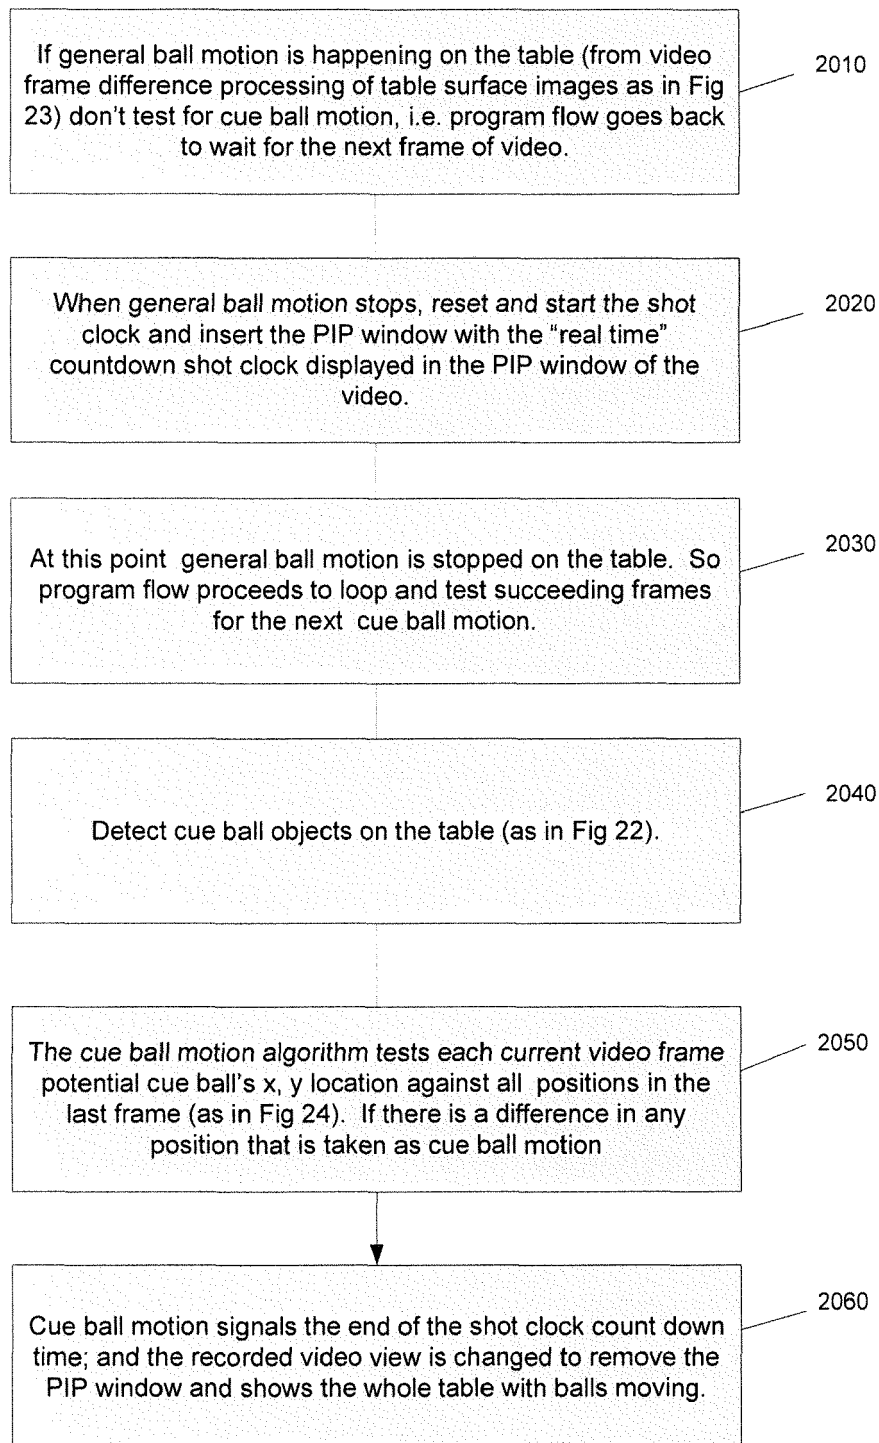 If general ball motion is happening on the table (from video
frame difference processing of table surface images as in Fig
23) don't test for cue ball motion, i.e. program flow goes back
to wait for the next frame of video.
2010
When general ball motion stops, reset and start the shot
clock and insert the PIP window with the “real time”
countdown shot clock displayed in the PIP window of the
video.
2020
At this point general ball motion is stopped on the table. So
program flow proceeds to loop and test succeeding frames
for the next cue ball motion.
2030
Detect cue ball objects on the table (as in Fig 22).
2040
The cue ball motion algorithm tests each current video frame
potential cue ball's x, y location against all positions in the
last frame (as in Fig 24). If there is a difference in any
position that is taken as cue ball motion
2050
Cue ball motion signals the end of the shot clock count down
time; and the recorded video view is changed to remove the
PIP window and shows the whole table with balls moving.
2060